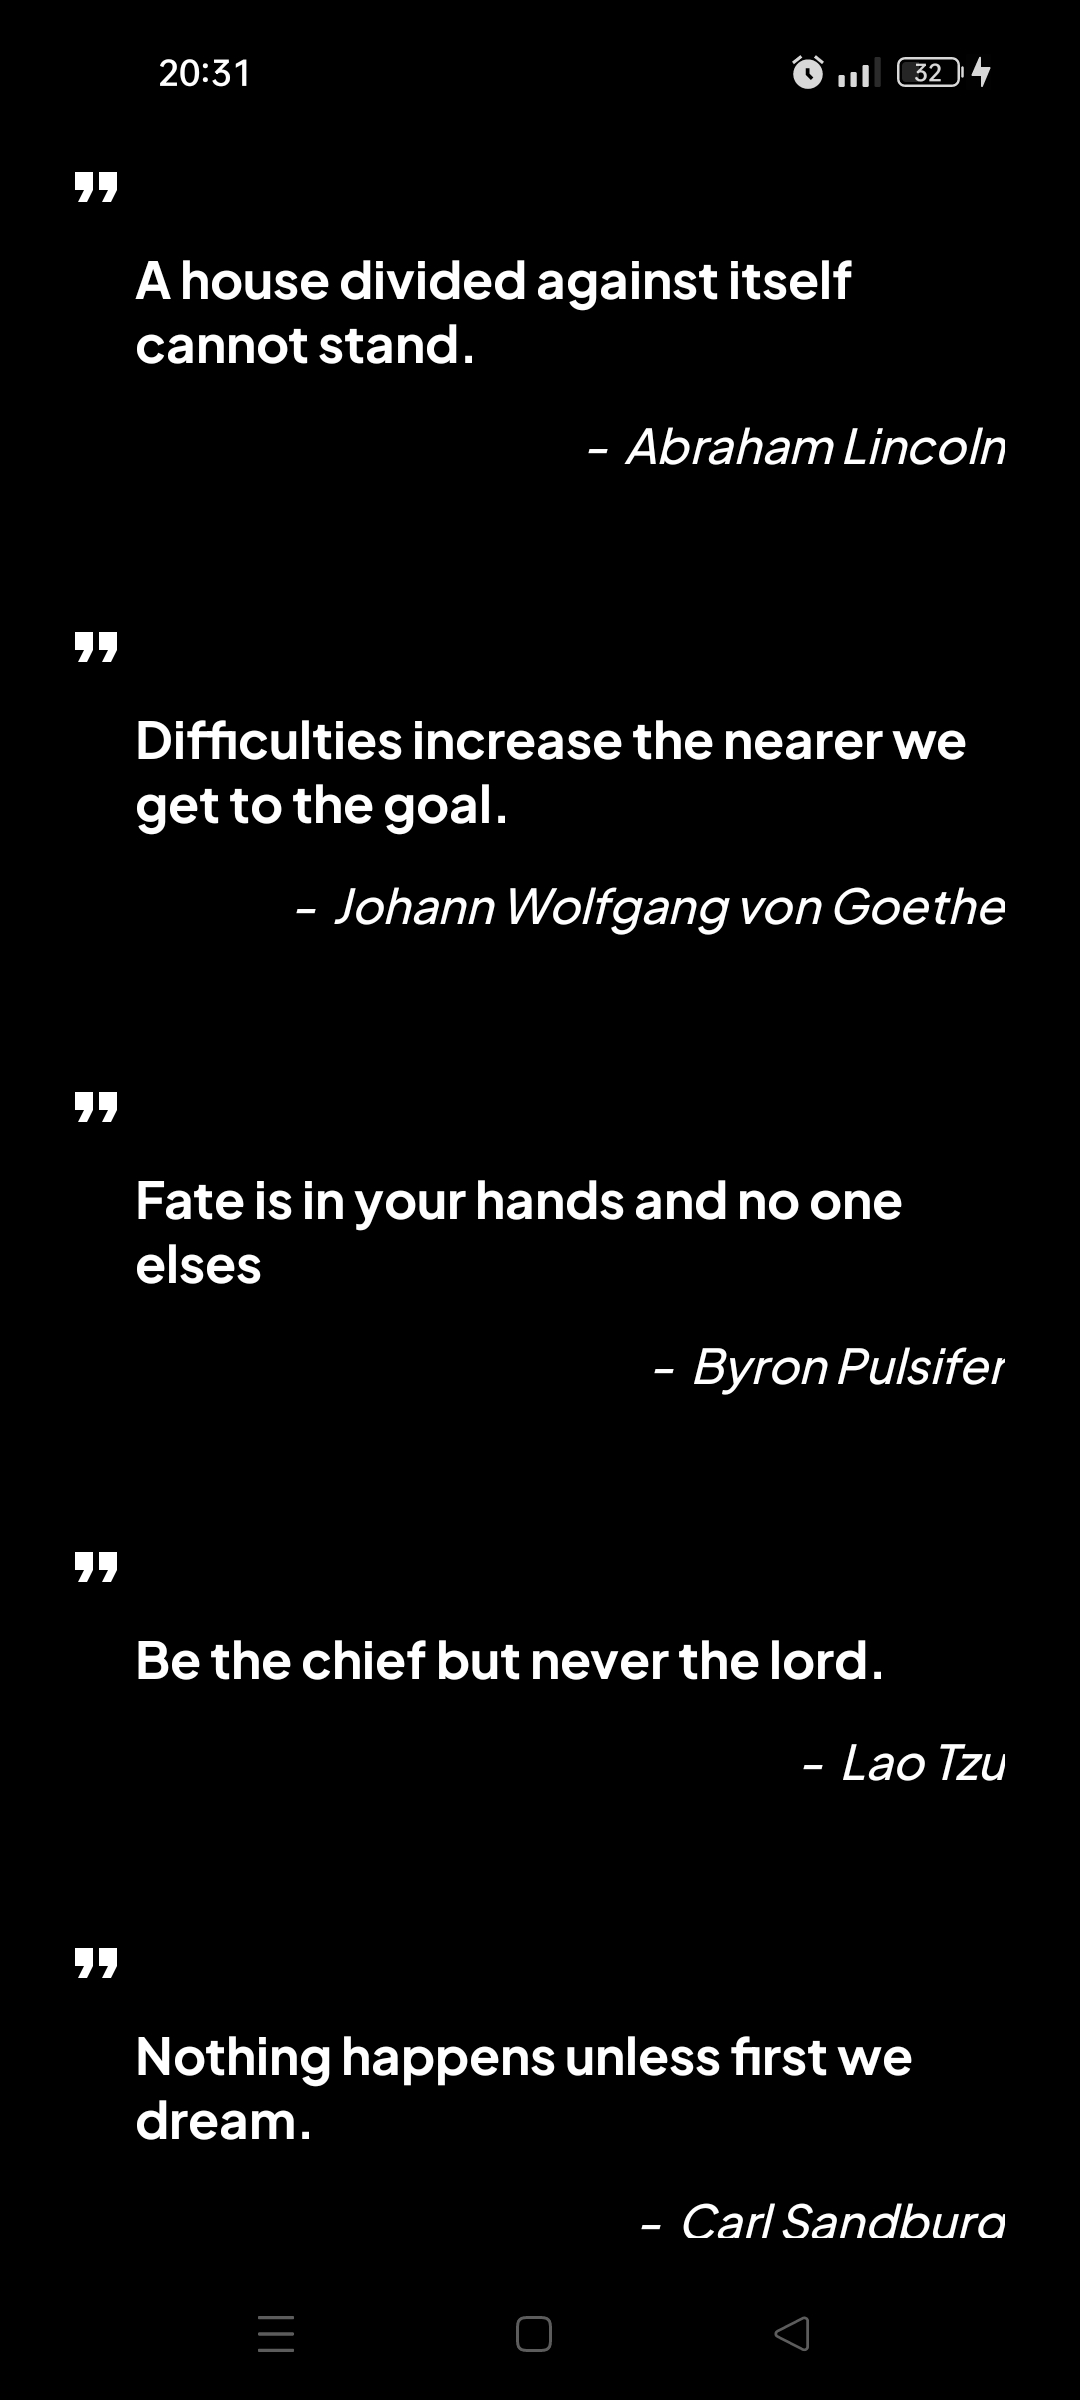 20:31
32
”
A house divided against itself
cannot stand.
- Abraham Lincoln
”
Difficulties increase the nearer we
get to the goal.
- Johann Wolfgang von Goethe
”
Fate is in your hands and no one
elses
- Byron Pulsifer
”
Be the chief but never the lord.
- Lao Tzu
”
Nothing happens unless first we
dream.
- Carl Sandburg